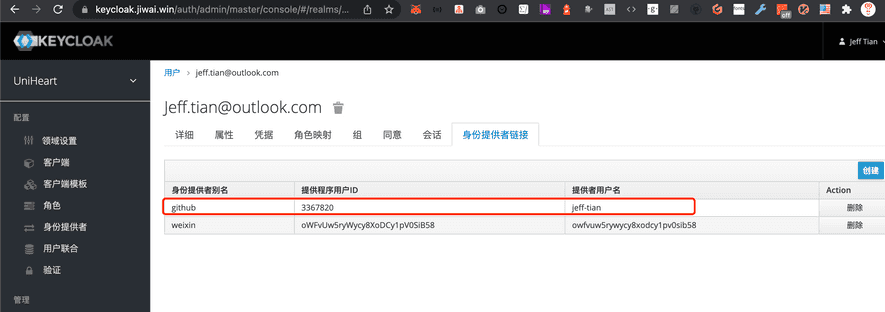 keycloak.jiwai.win/auth/admin/master/console/#/realms/...
KEYCLOAK
Jeff Tian
UniHeart
用户 › jeff.tian@outlook.com
Jeff.tian@outlook.com
配置
领域设置
客户端
客户端模板
角色
身份提供者
用户联合
验证
管理
详细 属性 凭据 角色映射 组 同意 会话 身份提供者链接
创建
身份提供者别名 提供程序用户ID 提供者用户名 Action
github 3367820 jeff-tian 删除
weixin oWFvUw5ryWycy8XoDCy1pV0SiB58 owfvuw5rywycy8xodcy1pv0sib58 删除